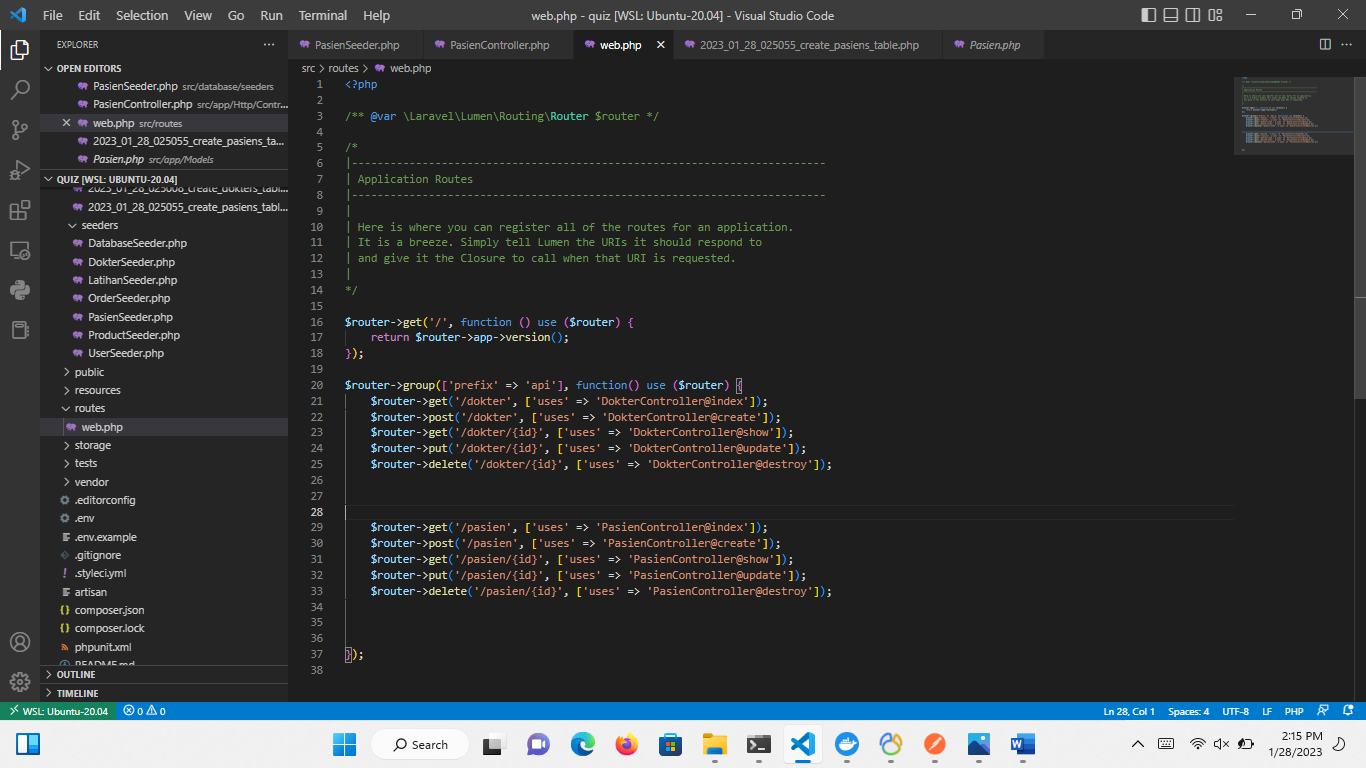 File Edit Selection View Go Run Terminal Help
web.php - quiz [WSL: Ubuntu-20.04] - Visual Studio Code
EXPLORER
OPEN EDITORS
PasienSeeder.php src/database/seeders
PasienController.php src/app/Http/Contr...
web.php src/routes
2023_01_28_025055_create_pasiens_ta...
Pasien.php src/app/Models
QUIZ [WSL: UBUNTU-20.04]
2023_01_28_025008_create_dokters_tabl...
2023_01_28_025055_create_pasiens_tabl...
seeders
DatabaseSeeder.php
DokterSeeder.php
LatihanSeeder.php
OrderSeeder.php
PasienSeeder.php
ProductSeeder.php
UserSeeder.php
public
resources
routes
web.php
storage
tests
vendor
.editorconfig
.env
.env.example
.gitignore
.styleci.yml
artisan
composer.json
composer.lock
phpunit.xml
README.md
OUTLINE
TIMELINE
PasienSeeder.php PasienController.php web.php 2023_01_28_025055_create_pasiens_table.php Pasien.php
src > routes > web.php
1 <?php
2
3 /** @var \Laravel\Lumen\Routing\Router $router */
4
5 /*
6 |--------------------------------------------------------------------------
7 | Application Routes
8 |--------------------------------------------------------------------------
9 |
10 | Here is where you can register all of the routes for an application.
11 | It is a breeze. Simply tell Lumen the URIs it should respond to
12 | and give it the Closure to call when that URI is requested.
13 |
14 */
15
16 $router->get('/', function () use ($router) {
17     return $router->app->version();
18 });
19
20 $router->group(['prefix' => 'api'], function() use ($router) {
21     $router->get('/dokter', ['uses' => 'DokterController@index']);
22     $router->post('/dokter', ['uses' => 'DokterController@create']);
23     $router->get('/dokter/{id}', ['uses' => 'DokterController@show']);
24     $router->put('/dokter/{id}', ['uses' => 'DokterController@update']);
25     $router->delete('/dokter/{id}', ['uses' => 'DokterController@destroy']);
26
27
28
29     $router->get('/pasien', ['uses' => 'PasienController@index']);
30     $router->post('/pasien', ['uses' => 'PasienController@create']);
31     $router->get('/pasien/{id}', ['uses' => 'PasienController@show']);
32     $router->put('/pasien/{id}', ['uses' => 'PasienController@update']);
33     $router->delete('/pasien/{id}', ['uses' => 'PasienController@destroy']);
34
35
36
37 });
38
WSL: Ubuntu-20.04 0 0 Ln 28, Col 1 Spaces: 4 UTF-8 LF PHP
Search
2:15 PM
1/28/2023